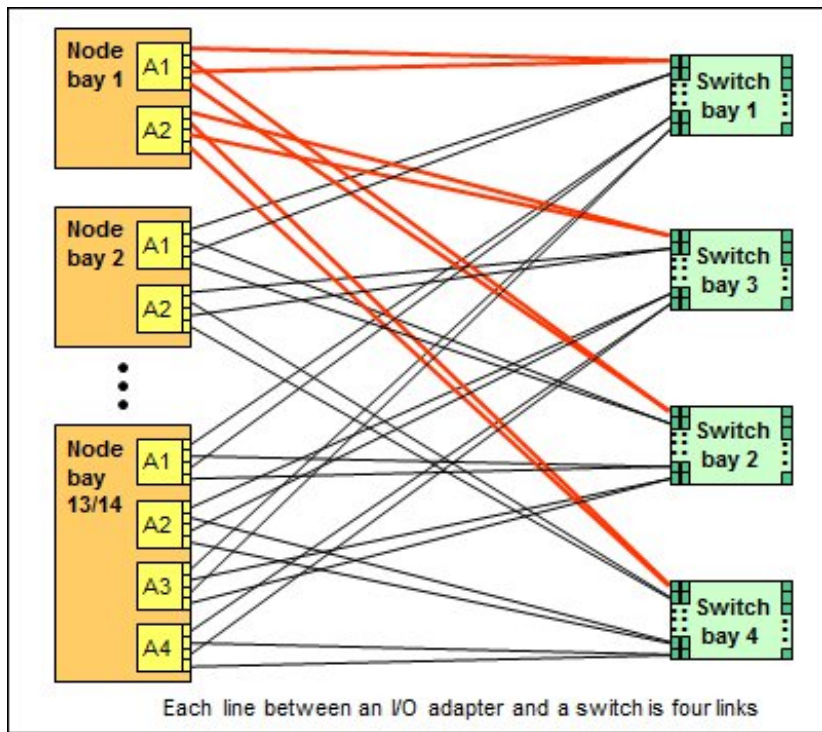 Node
bay 1
A1
A2
Node
bay 2
A1
A2
Node
bay
13/14
A1
A2
A3
A4
Switch
bay 1
Switch
bay 3
Switch
bay 2
Switch
bay 4
Each line between an I/O adapter and a switch is four links